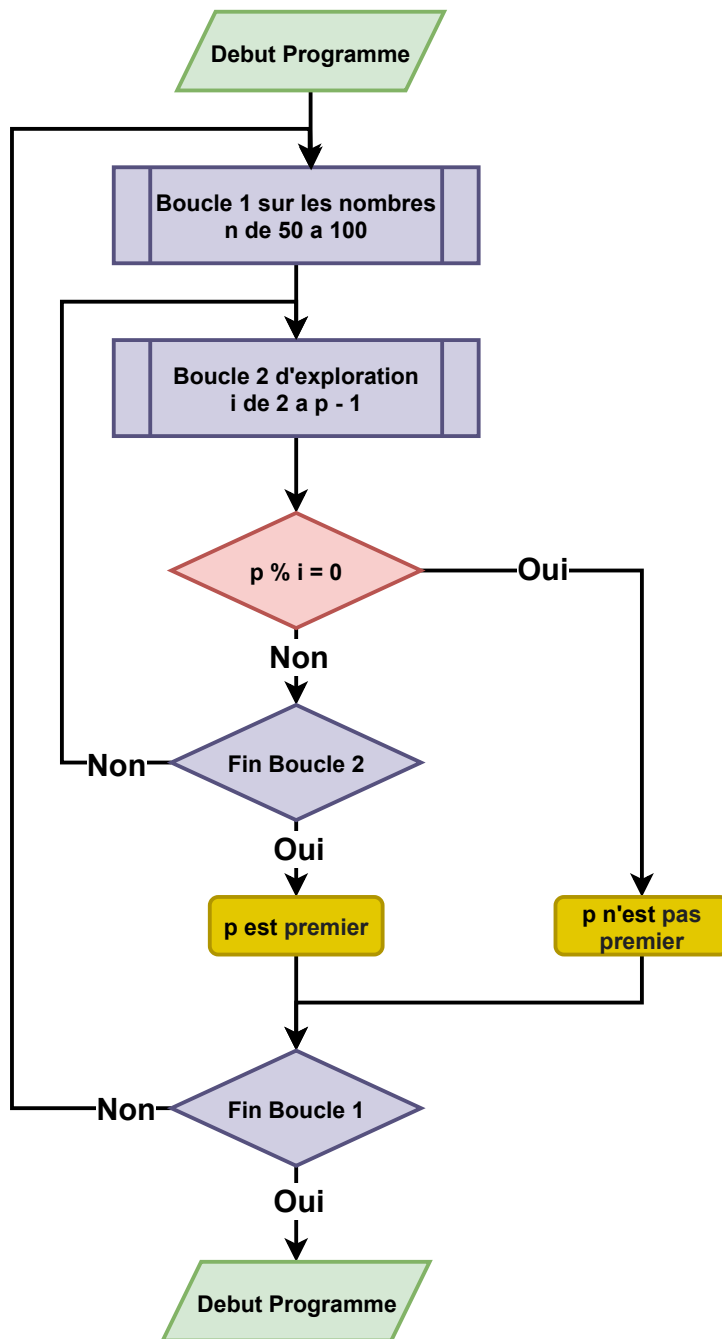 Debut Programme
Boucle 1 sur les nombres
n de 50 a 100
Boucle 2 d'exploration
i de 2 a p - 1
p % i = 0
Oui
Non
Fin Boucle 2
Non
Oui
p est premier
p n'est pas
premier
Fin Boucle 1
Non
Oui
Debut Programme